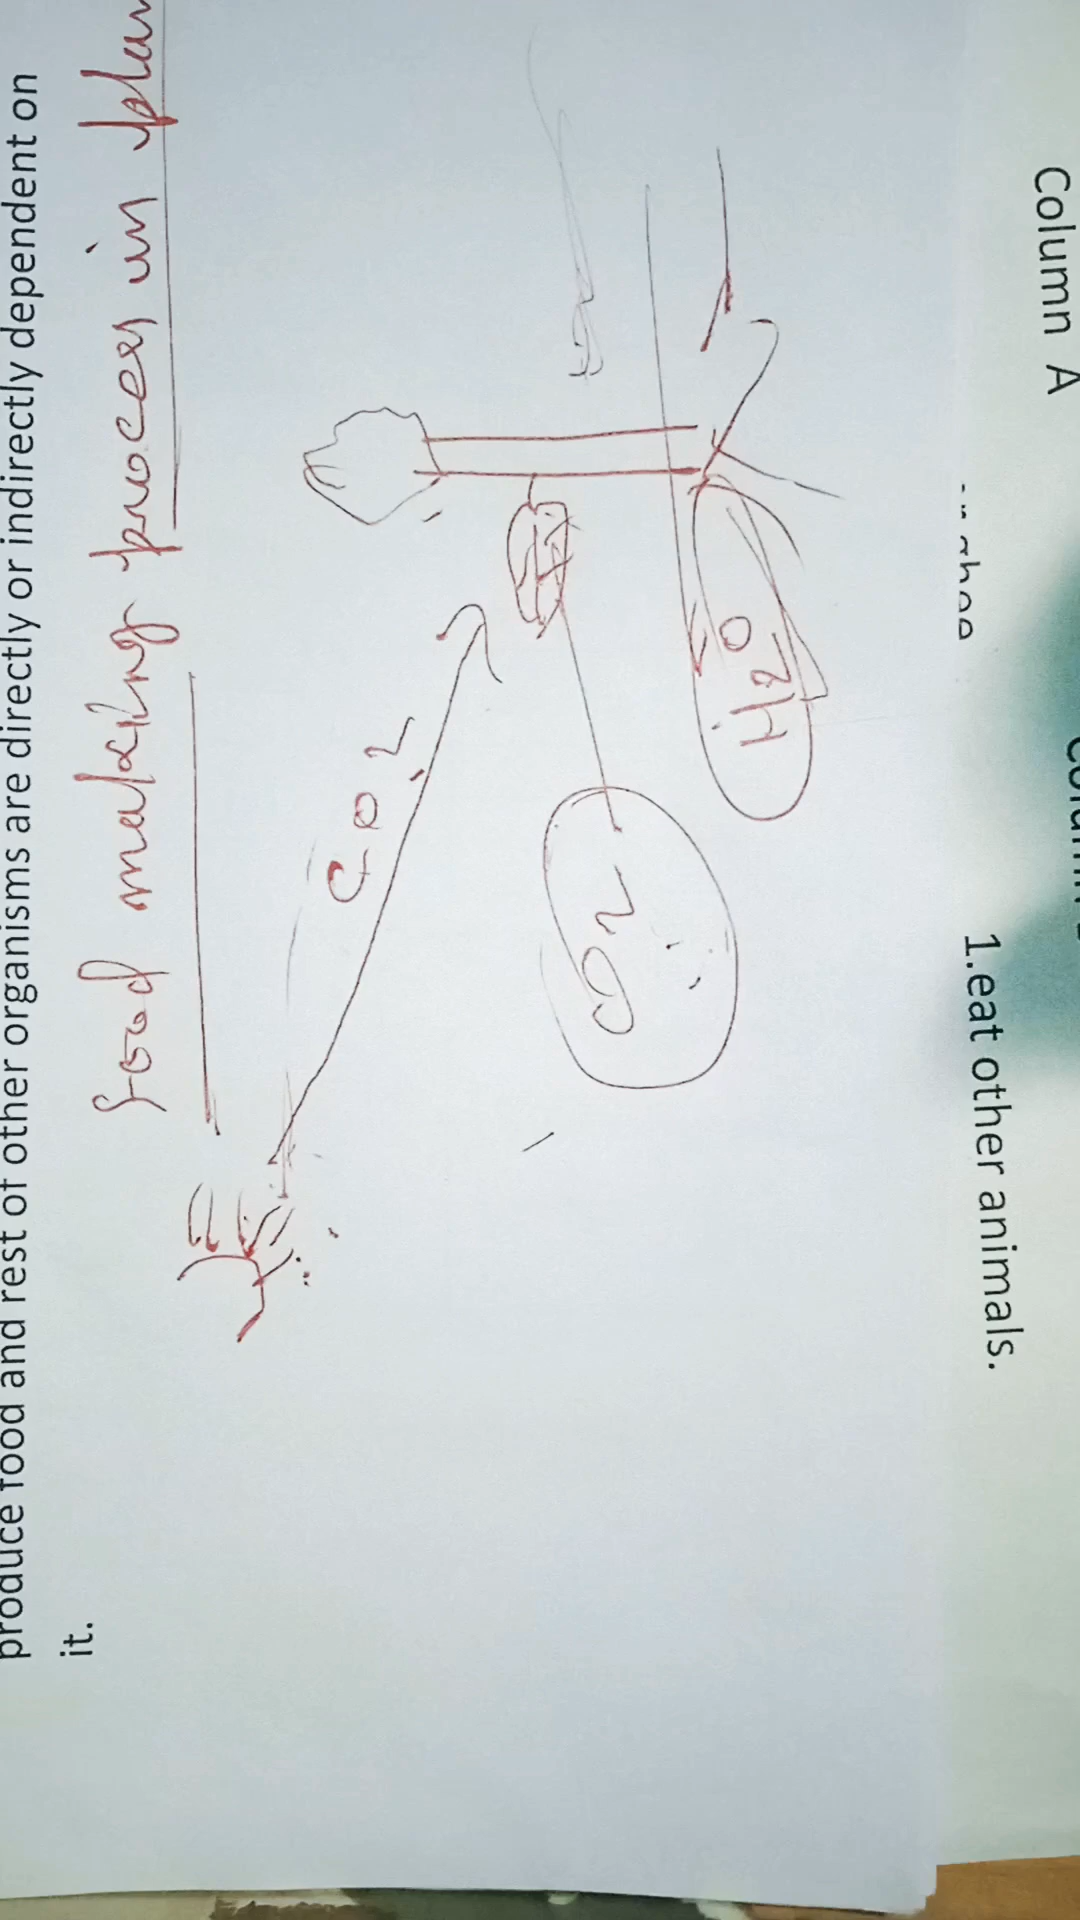 produce food and rest of other organisms are directly or indirectly dependent on
it.
food making process in
CO2
O2
H2O
Column A
1.eat other animals.